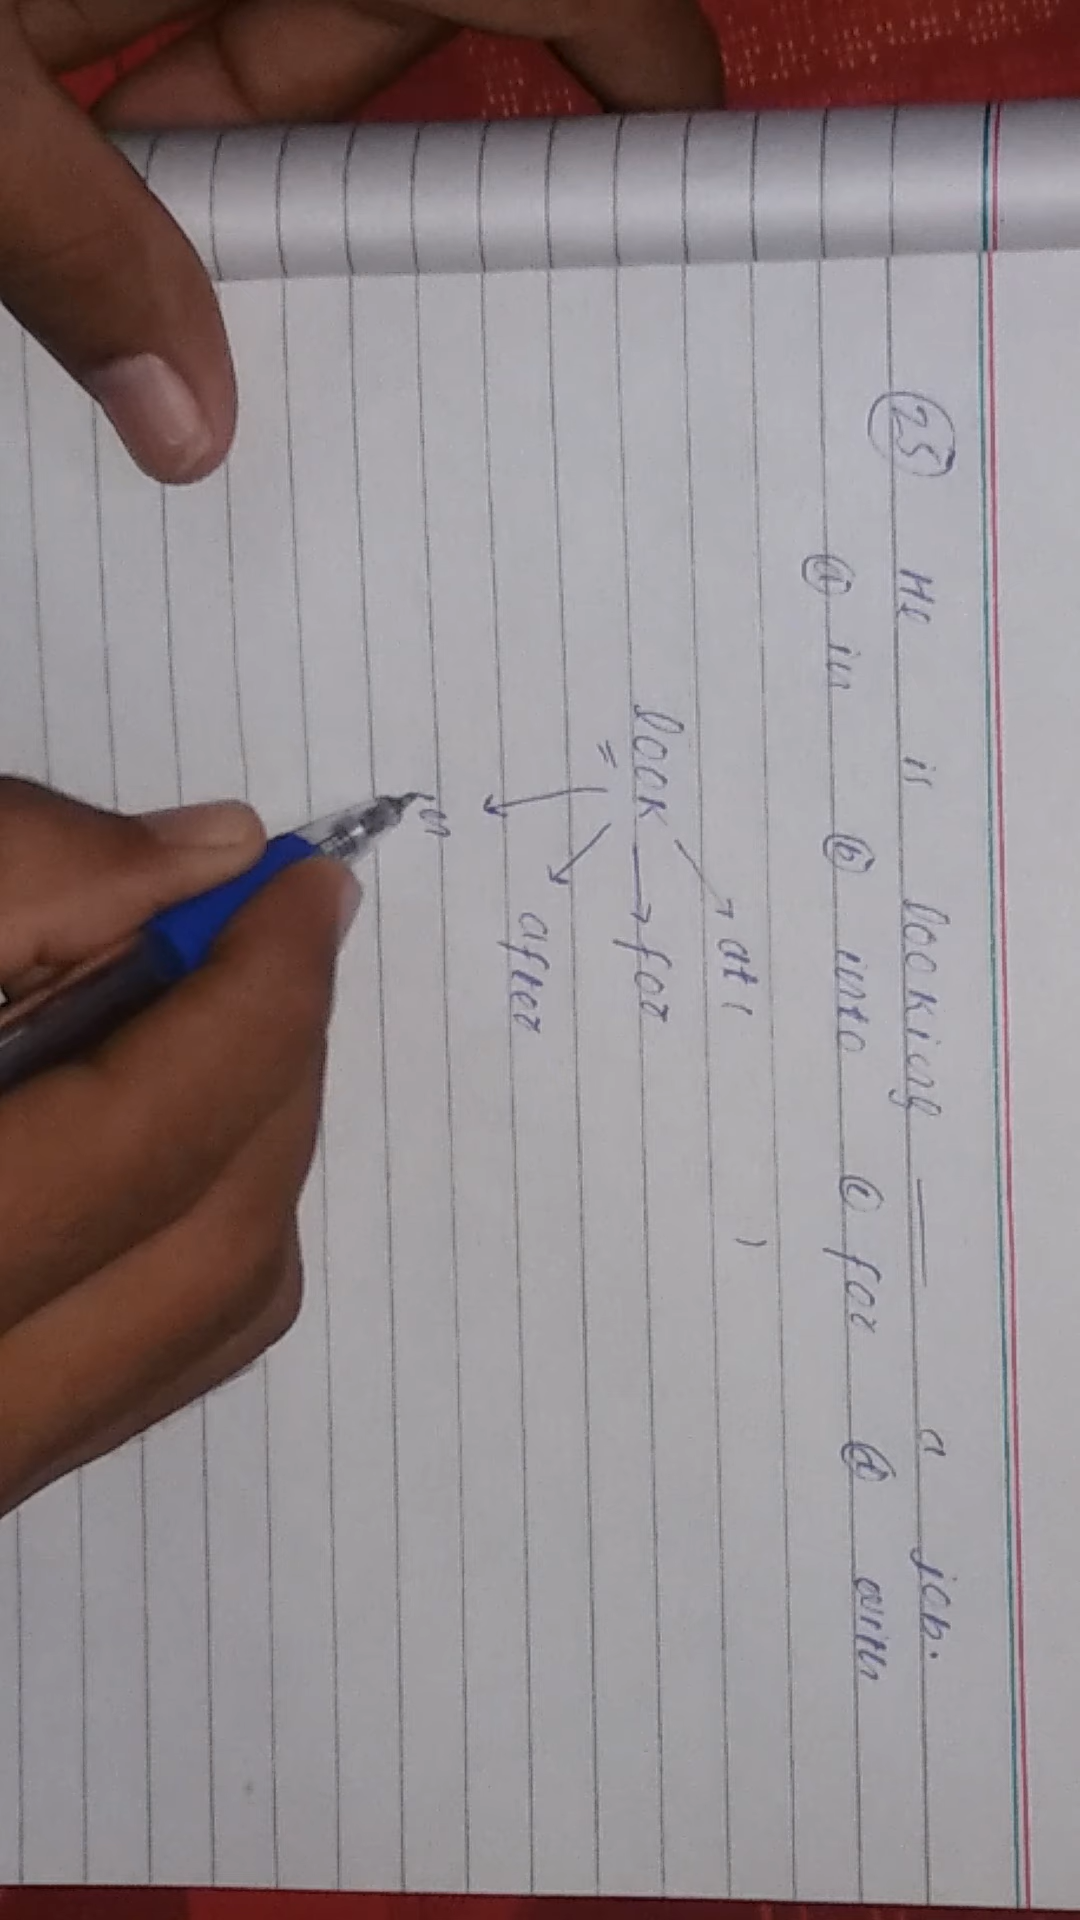 25 He is looking ___ a job.
a in b into c for d with
at
look → for
after